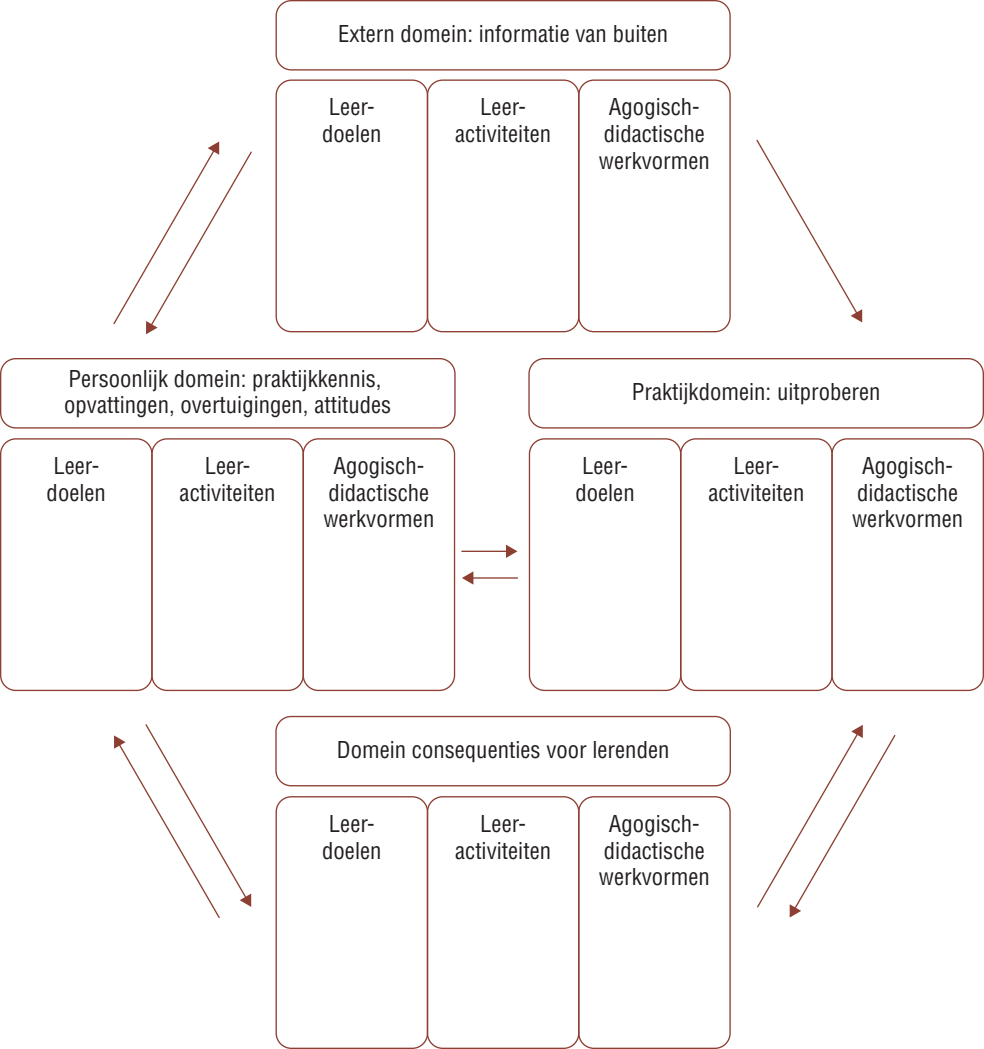 Extern domein: informatie van buiten
Leer-
doelen
Leer-
activiteiten
Agogisch-
didactische
werkvormen
Persoonlijk domein: praktijkkennis,
opvattingen, overtuigingen, attitudes
Leer-
doelen
Leer-
activiteiten
Agogisch-
didactische
werkvormen
Praktijkdomein: uitproberen
Leer-
doelen
Leer-
activiteiten
Agogisch-
didactische
werkvormen
Domein consequenties voor lerenden
Leer-
doelen
Leer-
activiteiten
Agogisch-
didactische
werkvormen